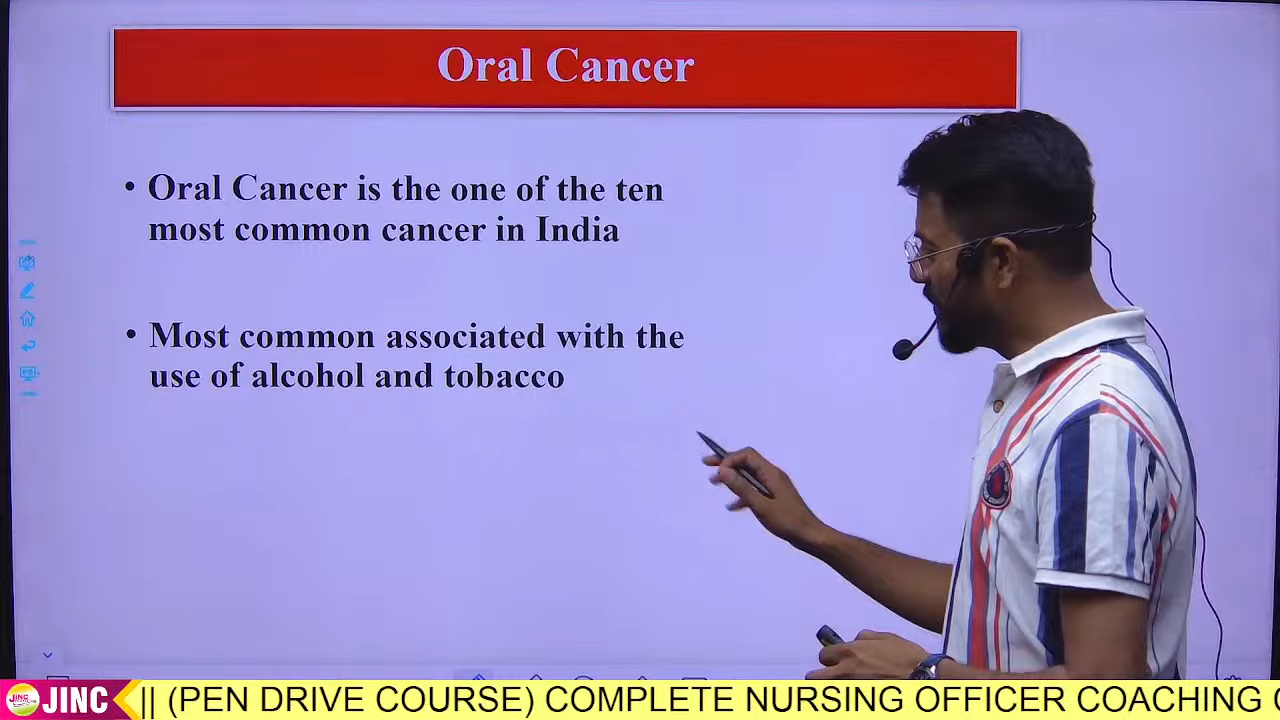 Oral Cancer
• Oral Cancer is the one of the ten
most common cancer in India
• Most common associated with the
use of alcohol and tobacco
JINC || (PEN DRIVE COURSE) COMPLETE NURSING OFFICER COACHING